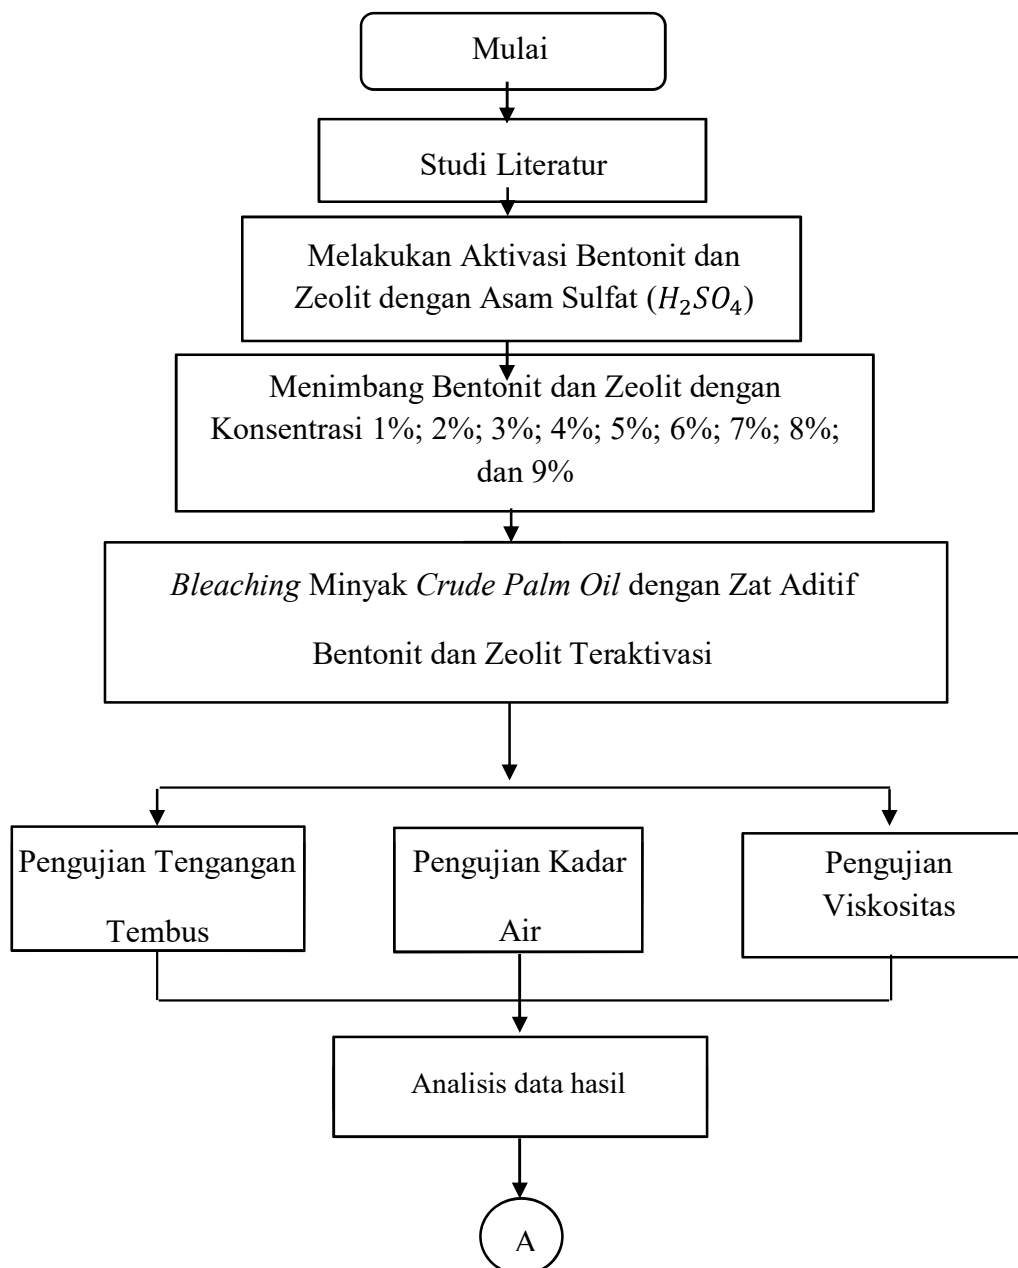 Mulai
Studi Literatur
Melakukan Aktivasi Bentonit dan
Zeolit dengan Asam Sulfat (H₂SO₄)
Menimbang Bentonit dan Zeolit dengan
Konsentrasi 1%; 2%; 3%; 4%; 5%; 6%; 7%; 8%;
dan 9%
Bleaching Minyak Crude Palm Oil dengan Zat Aditif
Bentonit dan Zeolit Teraktivasi
Pengujian Tengangan
Tembus
Pengujian Kadar
Air
Pengujian
Viskositas
Analisis data hasil
A